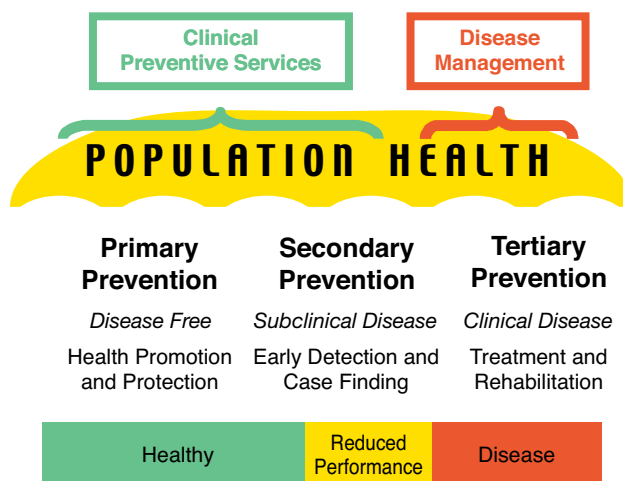 Clinical
Preventive Services
Disease
Management
POPULATION HEALTH
Primary
Prevention
Secondary
Prevention
Tertiary
Prevention
Disease Free
Subclinical Disease
Clinical Disease
Health Promotion
and Protection
Early Detection and
Case Finding
Treatment and
Rehabilitation
Healthy
Reduced
Performance
Disease